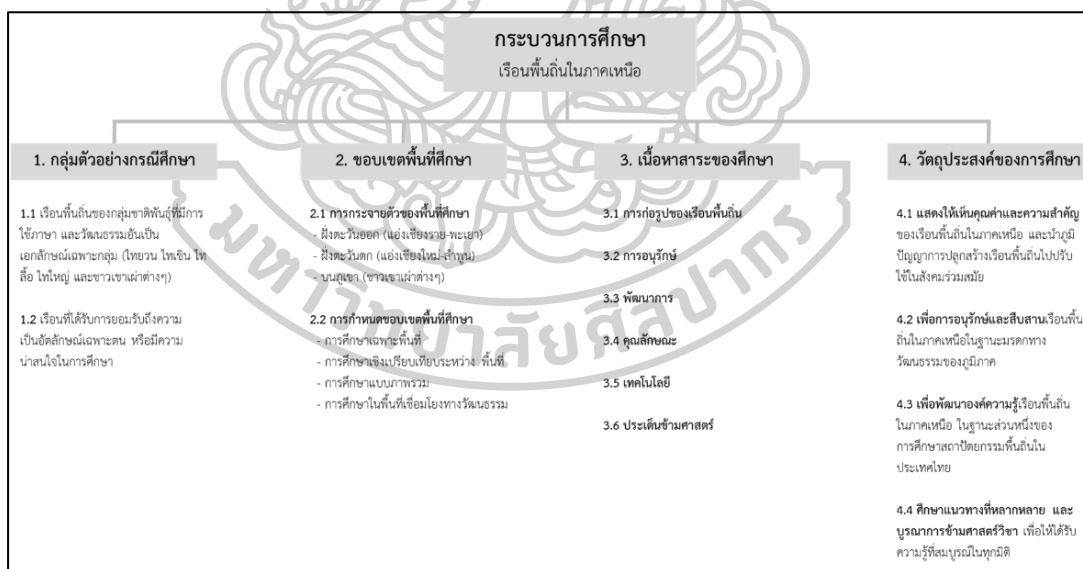 กระบวนการศึกษา
เรือนพื้นถิ่นในภาคเหนือ
1. กลุ่มตัวอย่างกรณีศึกษา
1.1 เรือนพื้นถิ่นของกลุ่มชาติพันธุ์ที่มีการ
ใช้ภาษา และวัฒนธรรมอันเป็น
เอกลักษณ์เฉพาะกลุ่ม (ไทยวน ไทเขิน ไท
ลื้อ ไทใหญ่ และชาวเขาเผ่าต่างๆ)
1.2 เรือนที่ได้รับการยอมรับถึงความ
เป็นอัตลักษณ์เฉพาะตน หรือมีความ
น่าสนใจในการศึกษา
2. ขอบเขตพื้นที่ศึกษา
2.1 การกระจายตัวของพื้นที่ศึกษา
- ฝั่งตะวันออก (แอ่งเชียงราย-พะเยา)
- ฝั่งตะวันตก (แอ่งเชียงใหม่-ลำพูน)
- บนภูเขา (ชาวเขาเผ่าต่างๆ)
2.2 การกำหนดขอบเขตพื้นที่ศึกษา
- การศึกษาเฉพาะพื้นที่
- การศึกษาเชิงเปรียบเทียบระหว่าง พื้นที่
- การศึกษาแบบภาพรวม
- การศึกษาในพื้นที่เชื่อมโยงทางวัฒนธรรม
3. เนื้อหาสาระของศึกษา
3.1 การก่อรูปของเรือนพื้นถิ่น
3.2 การอนุรักษ์
3.3 พัฒนาการ
3.4 คุณลักษณะ
3.5 เทคโนโลยี
3.6 ประเด็นข้ามศาสตร์
4. วัตถุประสงค์ของการศึกษา
4.1 แสดงให้เห็นคุณค่าและความสำคัญ
ของเรือนพื้นถิ่นในภาคเหนือ และนำภูมิ
ปัญญาการปลูกสร้างเรือนพื้นถิ่นไปปรับ
ใช้ในสังคมร่วมสมัย
4.2 เพื่อการอนุรักษ์และสืบสานเรือนพื้น
ถิ่นในภาคเหนือในฐานะมรดกทาง
วัฒนธรรมของภูมิภาค
4.3 เพื่อพัฒนาองค์ความรู้เรือนพื้นถิ่น
ในภาคเหนือ ในฐานะส่วนหนึ่งของ
การศึกษาสถาปัตยกรรมพื้นถิ่นใน
ประเทศไทย
4.4 ศึกษาแนวทางที่หลากหลาย และ
บูรณาการข้ามศาสตร์วิชา เพื่อให้ได้รับ
ความรู้ที่สมบูรณ์ในทุกมิติ
มหาวิทยาลัยศิลปากร